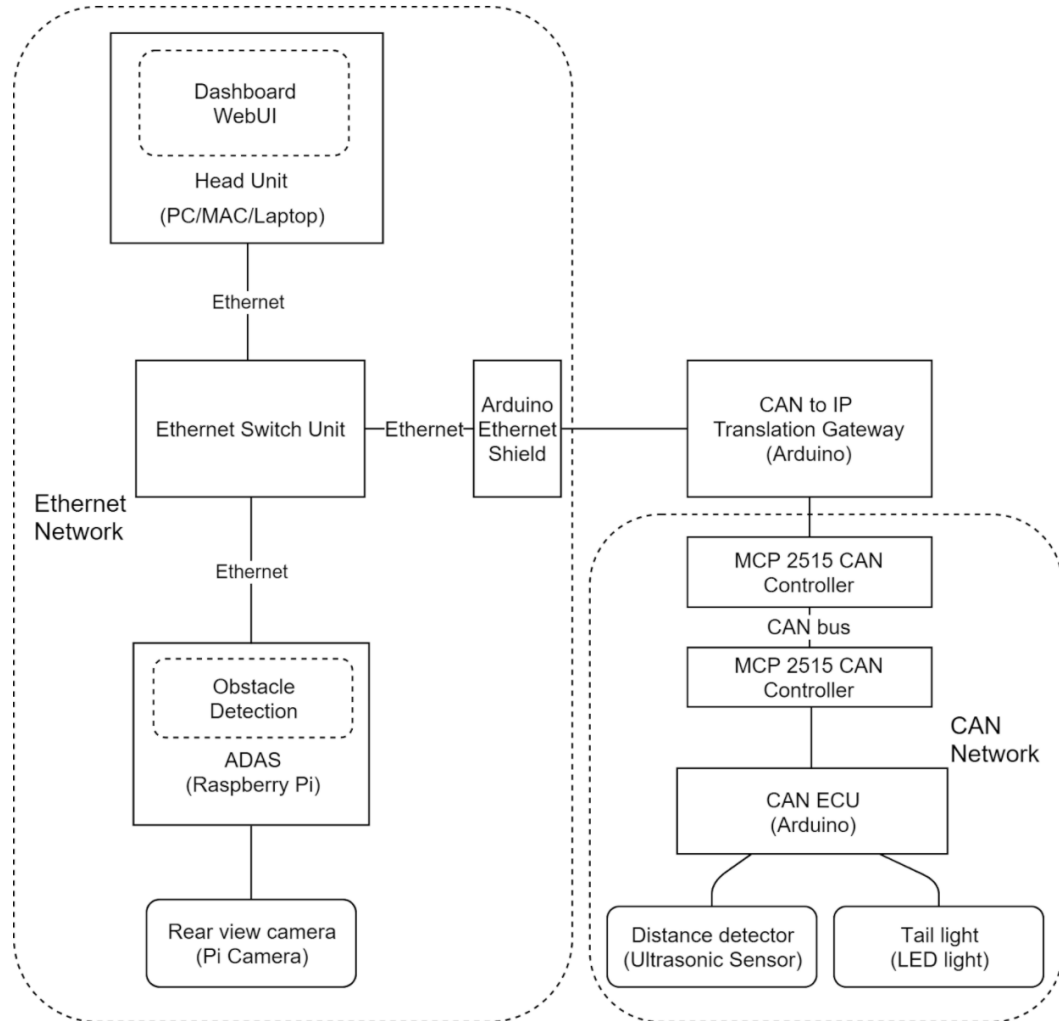 Dashboard
WebUI
Head Unit
(PC/MAC/Laptop)
Ethernet
Ethernet Switch Unit
Ethernet
Arduino
Ethernet
Shield
CAN to IP
Translation Gateway
(Arduino)
Ethernet
Network
Ethernet
MCP 2515 CAN
Controller
CAN bus
MCP 2515 CAN
Controller
Obstacle
Detection
ADAS
(Raspberry Pi)
CAN
Network
CAN ECU
(Arduino)
Rear view camera
(Pi Camera)
Distance detector
(Ultrasonic Sensor)
Tail light
(LED light)